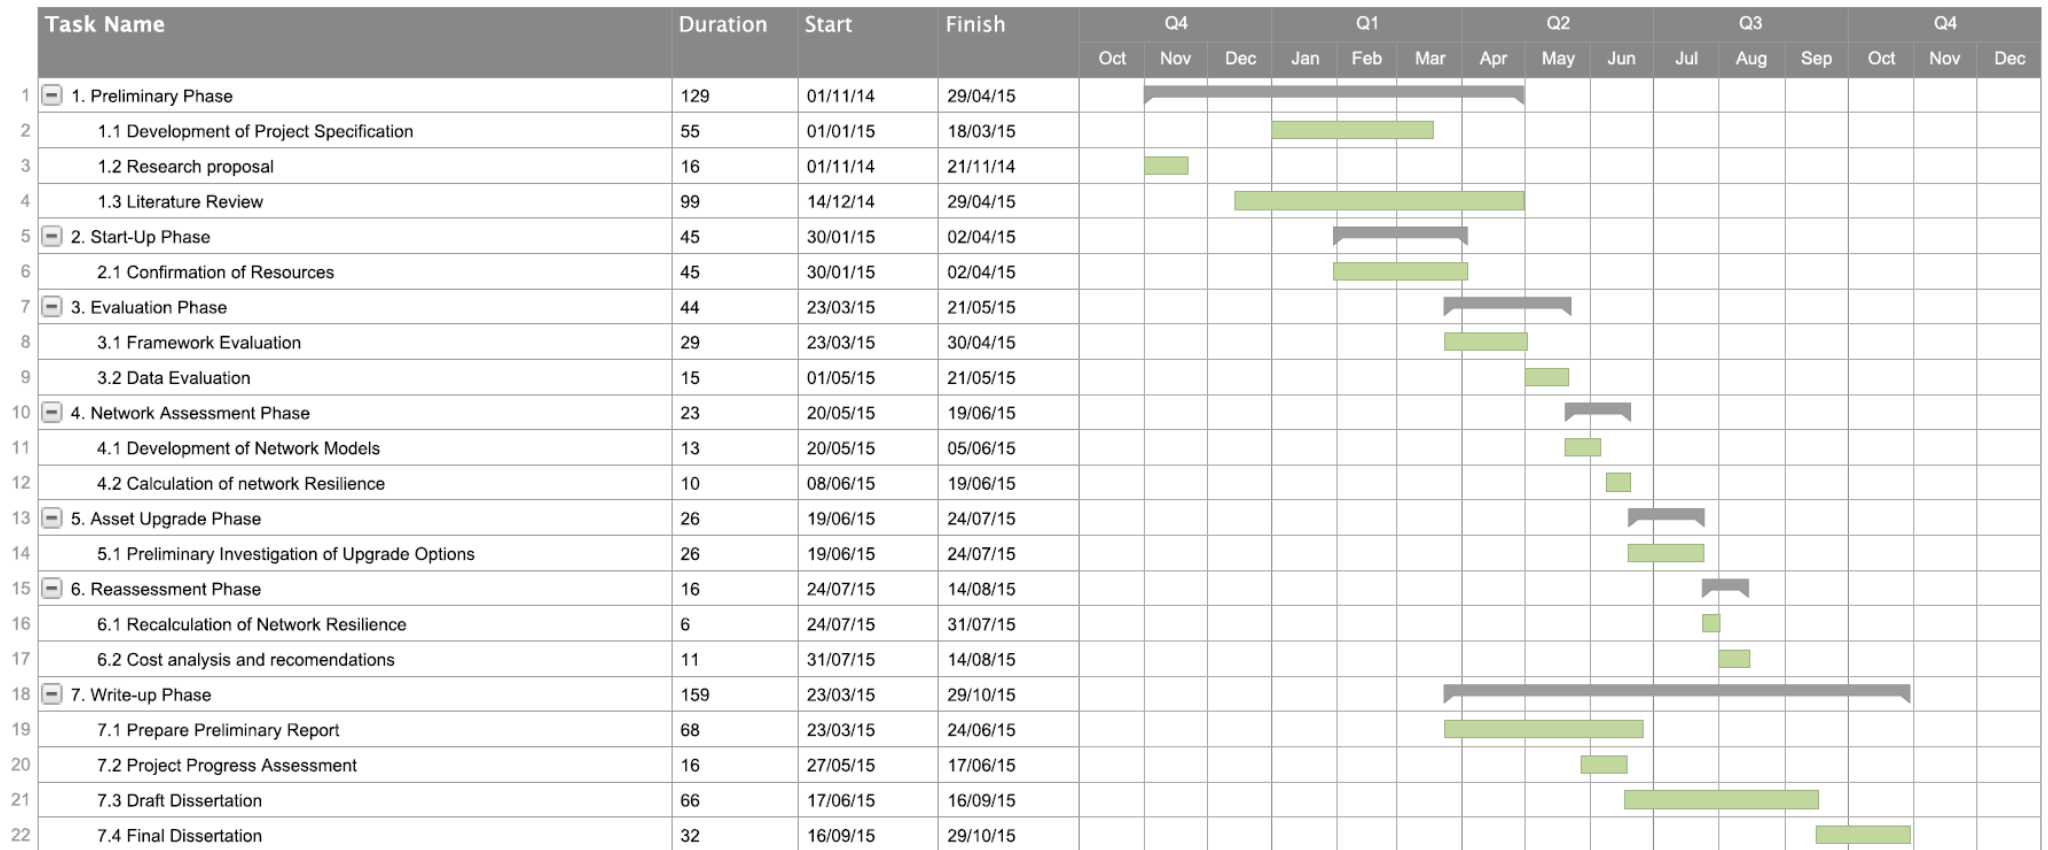 Task Name Duration Start Finish Q4 Q1 Q2 Q3 Q4
Oct Nov Dec Jan Feb Mar Apr May Jun Jul Aug Sep Oct Nov Dec
1 1. Preliminary Phase 129 01/11/14 29/04/15
2 1.1 Development of Project Specification 55 01/01/15 18/03/15
3 1.2 Research proposal 16 01/11/14 21/11/14
4 1.3 Literature Review 99 14/12/14 29/04/15
5 2. Start-Up Phase 45 30/01/15 02/04/15
6 2.1 Confirmation of Resources 45 30/01/15 02/04/15
7 3. Evaluation Phase 44 23/03/15 21/05/15
8 3.1 Framework Evaluation 29 23/03/15 30/04/15
9 3.2 Data Evaluation 15 01/05/15 21/05/15
10 4. Network Assessment Phase 23 20/05/15 19/06/15
11 4.1 Development of Network Models 13 20/05/15 05/06/15
12 4.2 Calculation of network Resilience 10 08/06/15 19/06/15
13 5. Asset Upgrade Phase 26 19/06/15 24/07/15
14 5.1 Preliminary Investigation of Upgrade Options 26 19/06/15 24/07/15
15 6. Reassessment Phase 16 24/07/15 14/08/15
16 6.1 Recalculation of Network Resilience 6 24/07/15 31/07/15
17 6.2 Cost analysis and recomendations 11 31/07/15 14/08/15
18 7. Write-up Phase 159 23/03/15 29/10/15
19 7.1 Prepare Preliminary Report 68 23/03/15 24/06/15
20 7.2 Project Progress Assessment 16 27/05/15 17/06/15
21 7.3 Draft Dissertation 66 17/06/15 16/09/15
22 7.4 Final Dissertation 32 16/09/15 29/10/15